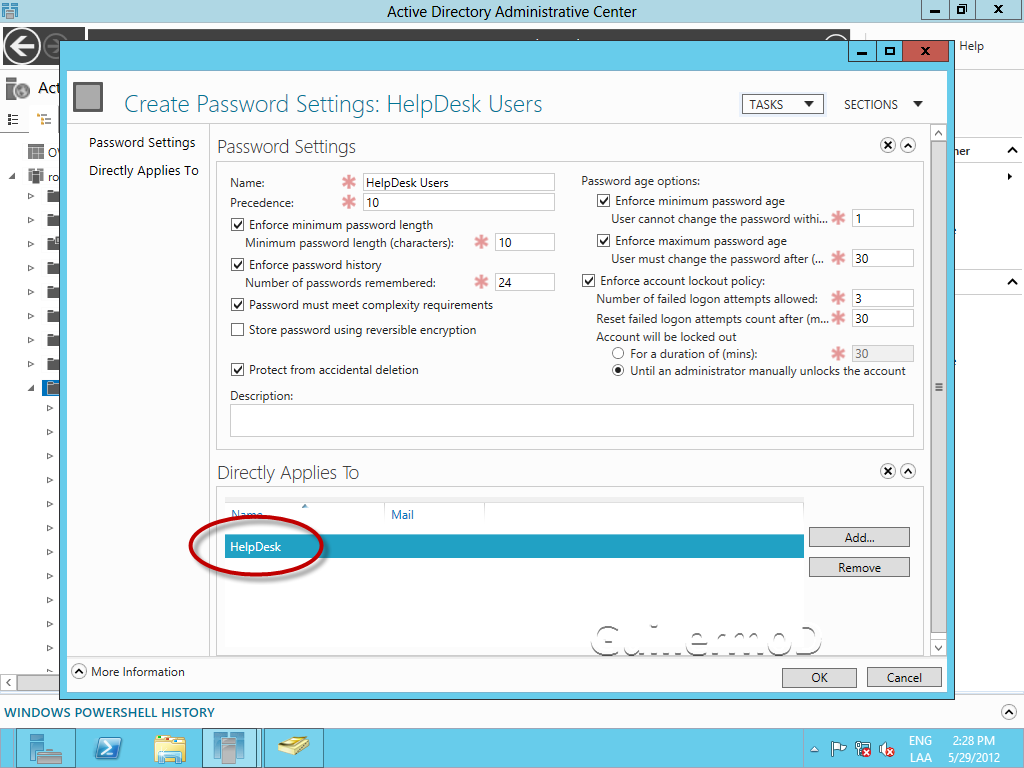 Active Directory Administrative Center
Help
Act
Create Password Settings: HelpDesk Users
TASKS
SECTIONS
Password Settings
Directly Applies To
Password Settings
Name:
HelpDesk Users
Precedence:
10
Enforce minimum password length
Minimum password length (characters):
10
Enforce password history
Number of passwords remembered:
24
Password must meet complexity requirements
Store password using reversible encryption
Protect from accidental deletion
Password age options:
Enforce minimum password age
User cannot change the password withi...
1
Enforce maximum password age
User must change the password after (...
30
Enforce account lockout policy:
Number of failed logon attempts allowed:
3
Reset failed logon attempts count after (m...
30
Account will be locked out
For a duration of (mins):
30
Until an administrator manually unlocks the account
Description:
Directly Applies To
Name
Mail
HelpDesk
Add...
Remove
More Information
OK
Cancel
WINDOWS POWERSHELL HISTORY
ENG
LAA
2:28 PM
5/29/2012